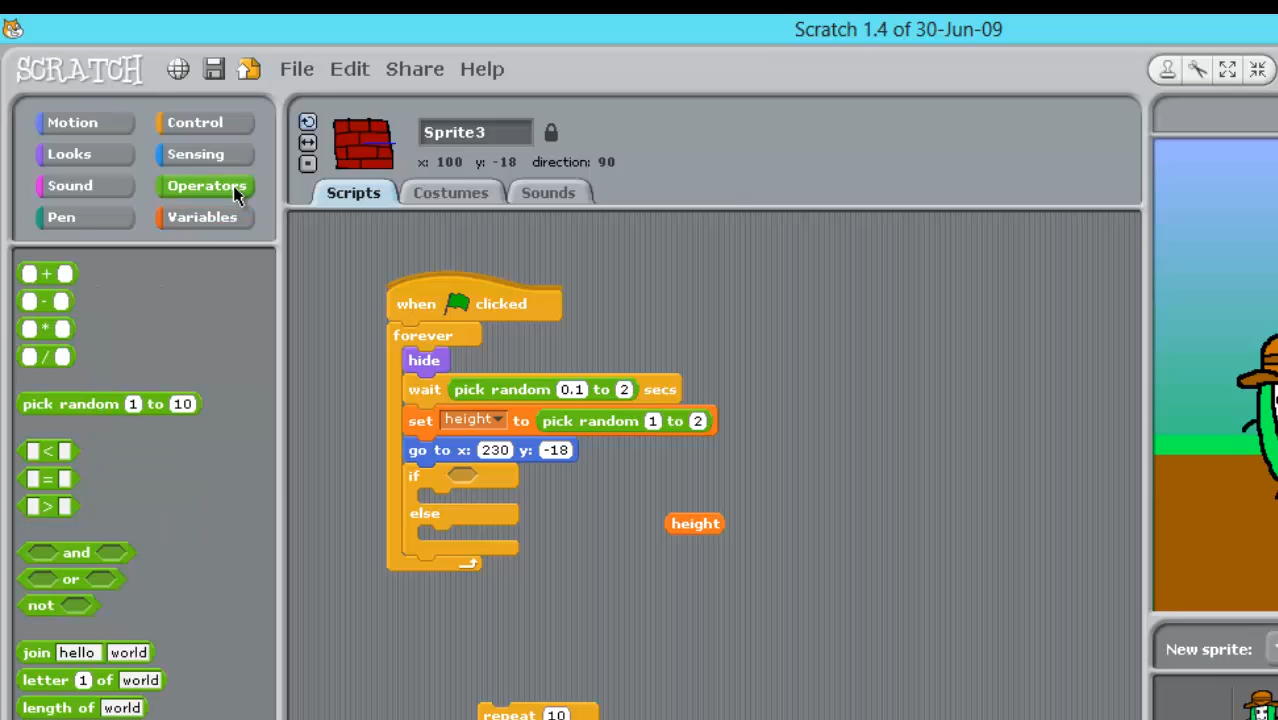 Scratch 1.4 of 30-Jun-09
SCRATCH File Edit Share Help
Motion Control
Looks Sensing
Sound Operators
Pen Variables
Sprite3
x: 100 y: -18 direction: 90
Scripts Costumes Sounds
+
-
*
/
pick random 1 to 10
<
=
>
and
or
not
join hello world
letter 1 of world
length of world
when clicked
forever
hide
wait pick random 0.1 to 2 secs
set height to pick random 1 to 2
go to x: 230 y: -18
if
else
height
repeat 10
New sprite: